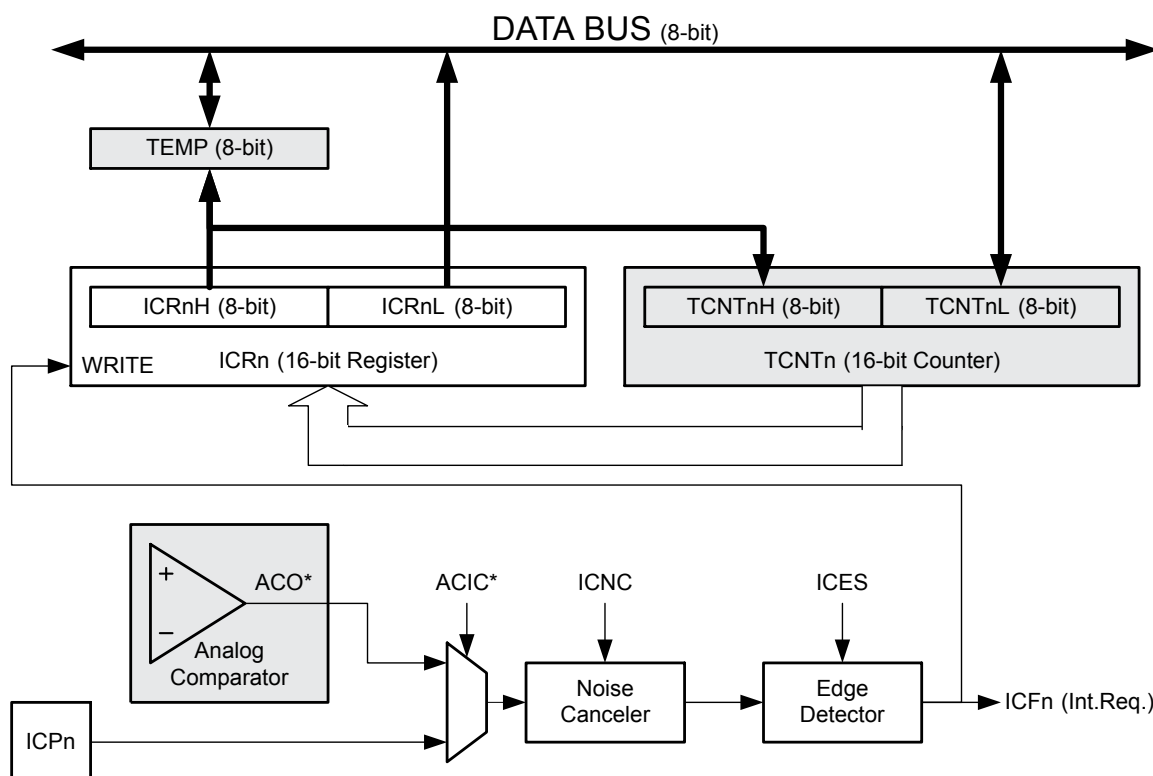 DATA BUS (8-bit)
TEMP (8-bit)
ICRnH (8-bit)
ICRnL (8-bit)
TCNTnH (8-bit)
TCNTnL (8-bit)
WRITE
ICRn (16-bit Register)
TCNTn (16-bit Counter)
+
−
ACO*
Analog
Comparator
ACIC*
ICNC
ICES
Noise
Canceler
Edge
Detector
ICFn (Int.Req.)
ICPn